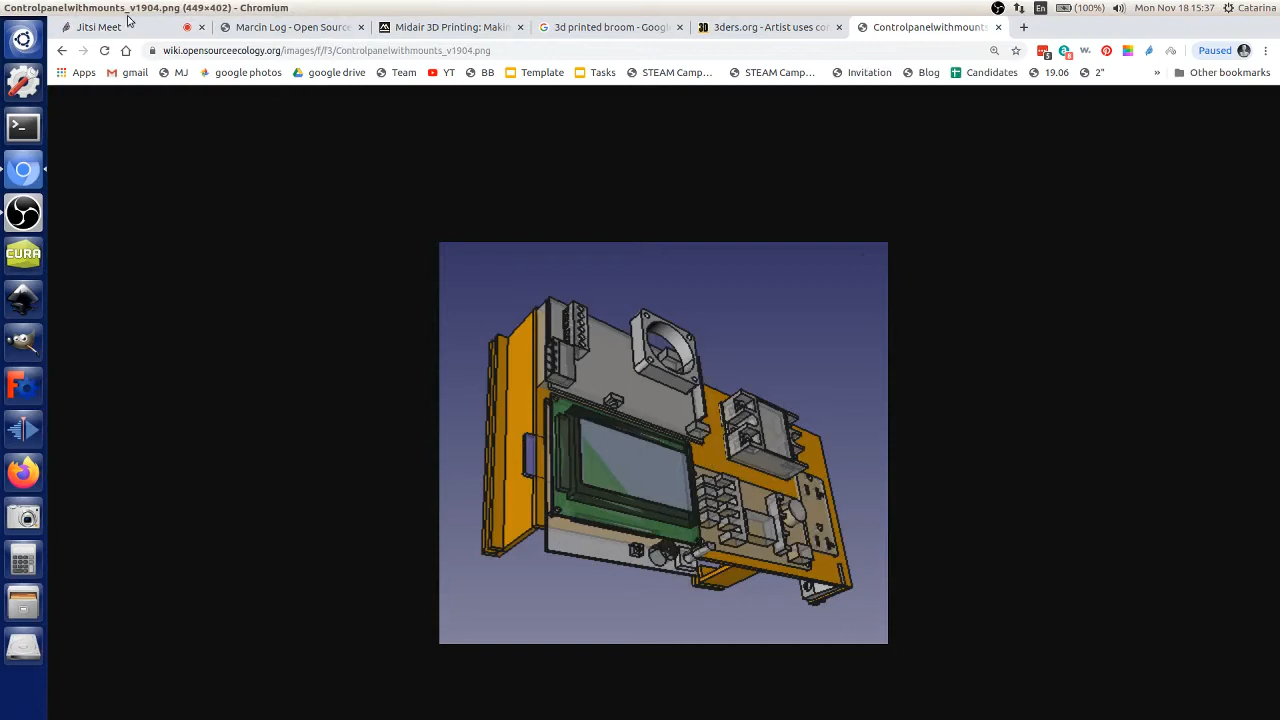 Controlpanelwithmounts_v1904.png (449×402) - Chromium
En
(100%)
Mon Nov 18 15:37
Catarina
Jitsi Meet
Marcin Log - Open Source
Midair 3D Printing: Makin
3d printed broom - Google
3ders.org - Artist uses co
Controlpanelwithmounts
wiki.opensourceecology.org/images/f/f3/Controlpanelwithmounts_v1904.png
Paused
Apps
gmail
MJ
google photos
google drive
Team
YT
BB
Template
Tasks
STEAM Camp...
STEAM Camp...
Invitation
Blog
Candidates
19.06
2"
»
Other bookmarks
CURA